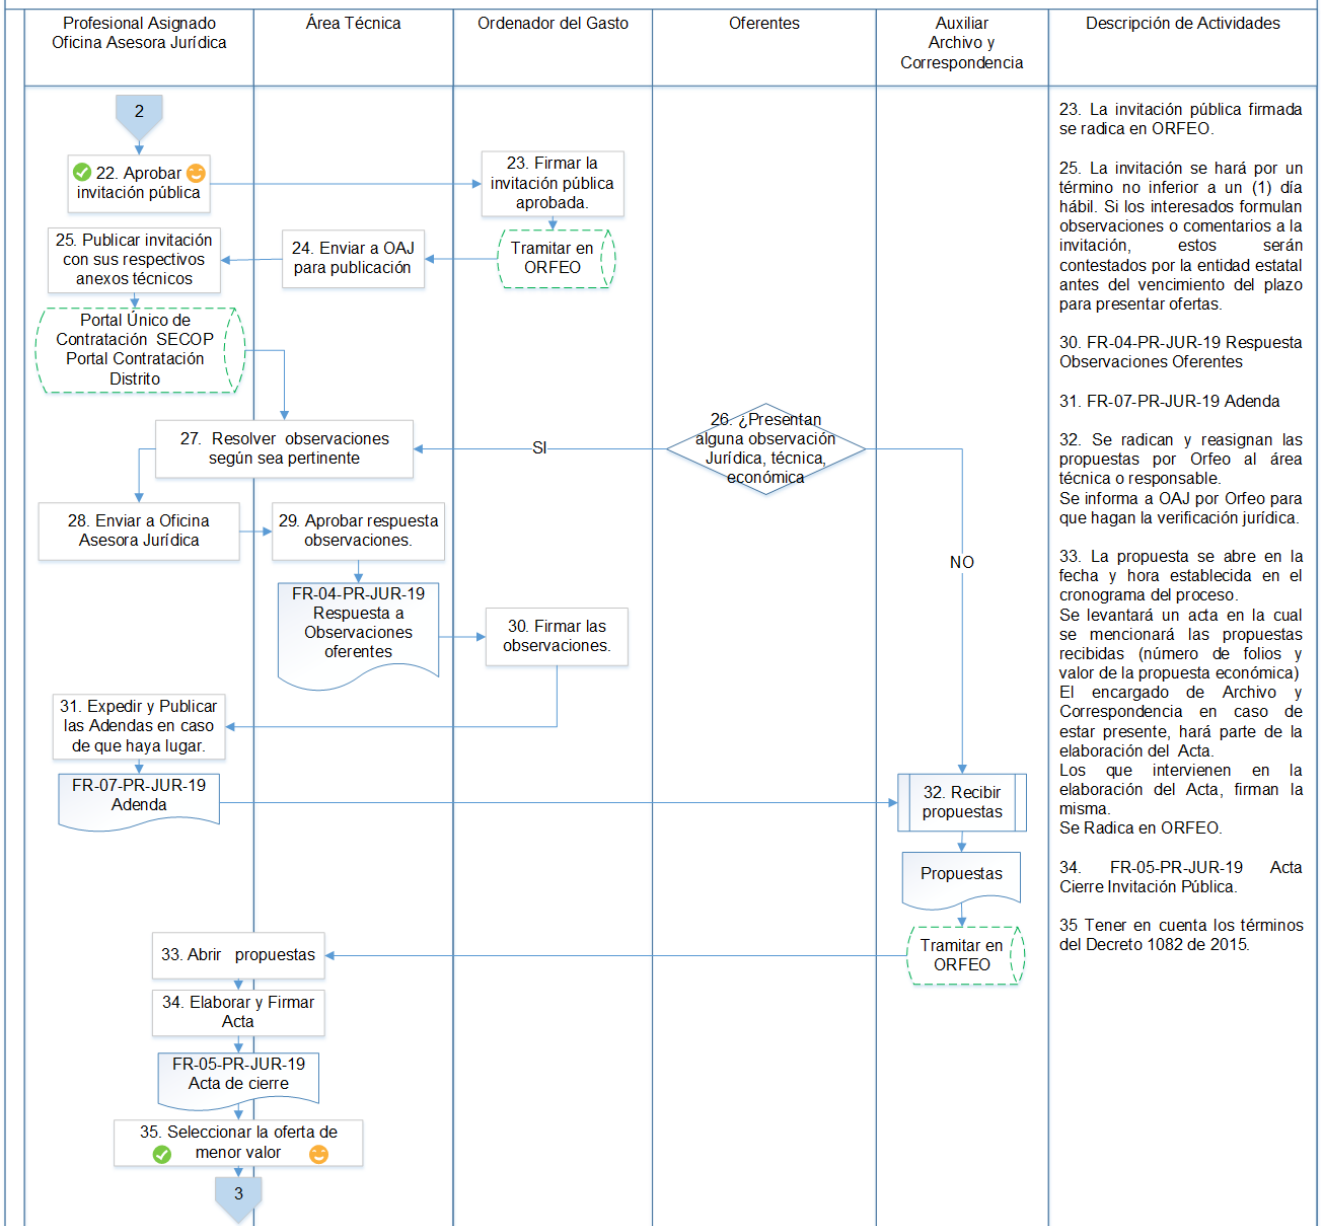 Profesional Asignado
Oficina Asesora Jurídica
Área Técnica
Ordenador del Gasto
Oferentes
Auxiliar
Archivo y
Correspondencia
Descripción de Actividades
2
22. Aprobar
invitación pública
23. Firmar la
invitación pública
aprobada.
Tramitar en
ORFEO
24. Enviar a OAJ
para publicación
25. Publicar invitación
con sus respectivos
anexos técnicos
Portal Único de
Contratación SECOP
Portal Contratación
Distrito
26. ¿Presentan
alguna observación
Jurídica, técnica,
económica
SI
NO
27. Resolver observaciones
según sea pertinente
28. Enviar a Oficina
Asesora Jurídica
29. Aprobar respuesta
observaciones.
FR-04-PR-JUR-19
Respuesta a
Observaciones
oferentes
30. Firmar las
observaciones.
31. Expedir y Publicar
las Adendas en caso
de que haya lugar.
FR-07-PR-JUR-19
Adenda
32. Recibir
propuestas
Propuestas
Tramitar en
ORFEO
33. Abrir propuestas
34. Elaborar y Firmar
Acta
FR-05-PR-JUR-19
Acta de cierre
35. Seleccionar la oferta de
menor valor
3
23. La invitación pública firmada
se radica en ORFEO.
25. La invitación se hará por un
término no inferior a un (1) día
hábil. Si los interesados formulan
observaciones o comentarios a la
invitación, estos serán
contestados por la entidad estatal
antes del vencimiento del plazo
para presentar ofertas.
30. FR-04-PR-JUR-19 Respuesta
Observaciones Oferentes
31. FR-07-PR-JUR-19 Adenda
32. Se radican y reasignan las
propuestas por Orfeo al área
técnica o responsable.
Se informa a OAJ por Orfeo para
que hagan la verificación jurídica.
33. La propuesta se abre en la
fecha y hora establecida en el
cronograma del proceso.
Se levantará un acta en la cual
se mencionará las propuestas
recibidas (número de folios y
valor de la propuesta económica)
El encargado de Archivo y
Correspondencia en caso de
estar presente, hará parte de la
elaboración del Acta.
Los que intervienen en la
elaboración del Acta, firman la
misma.
Se Radica en ORFEO.
34. FR-05-PR-JUR-19 Acta
Cierre Invitación Pública.
35 Tener en cuenta los términos
del Decreto 1082 de 2015.